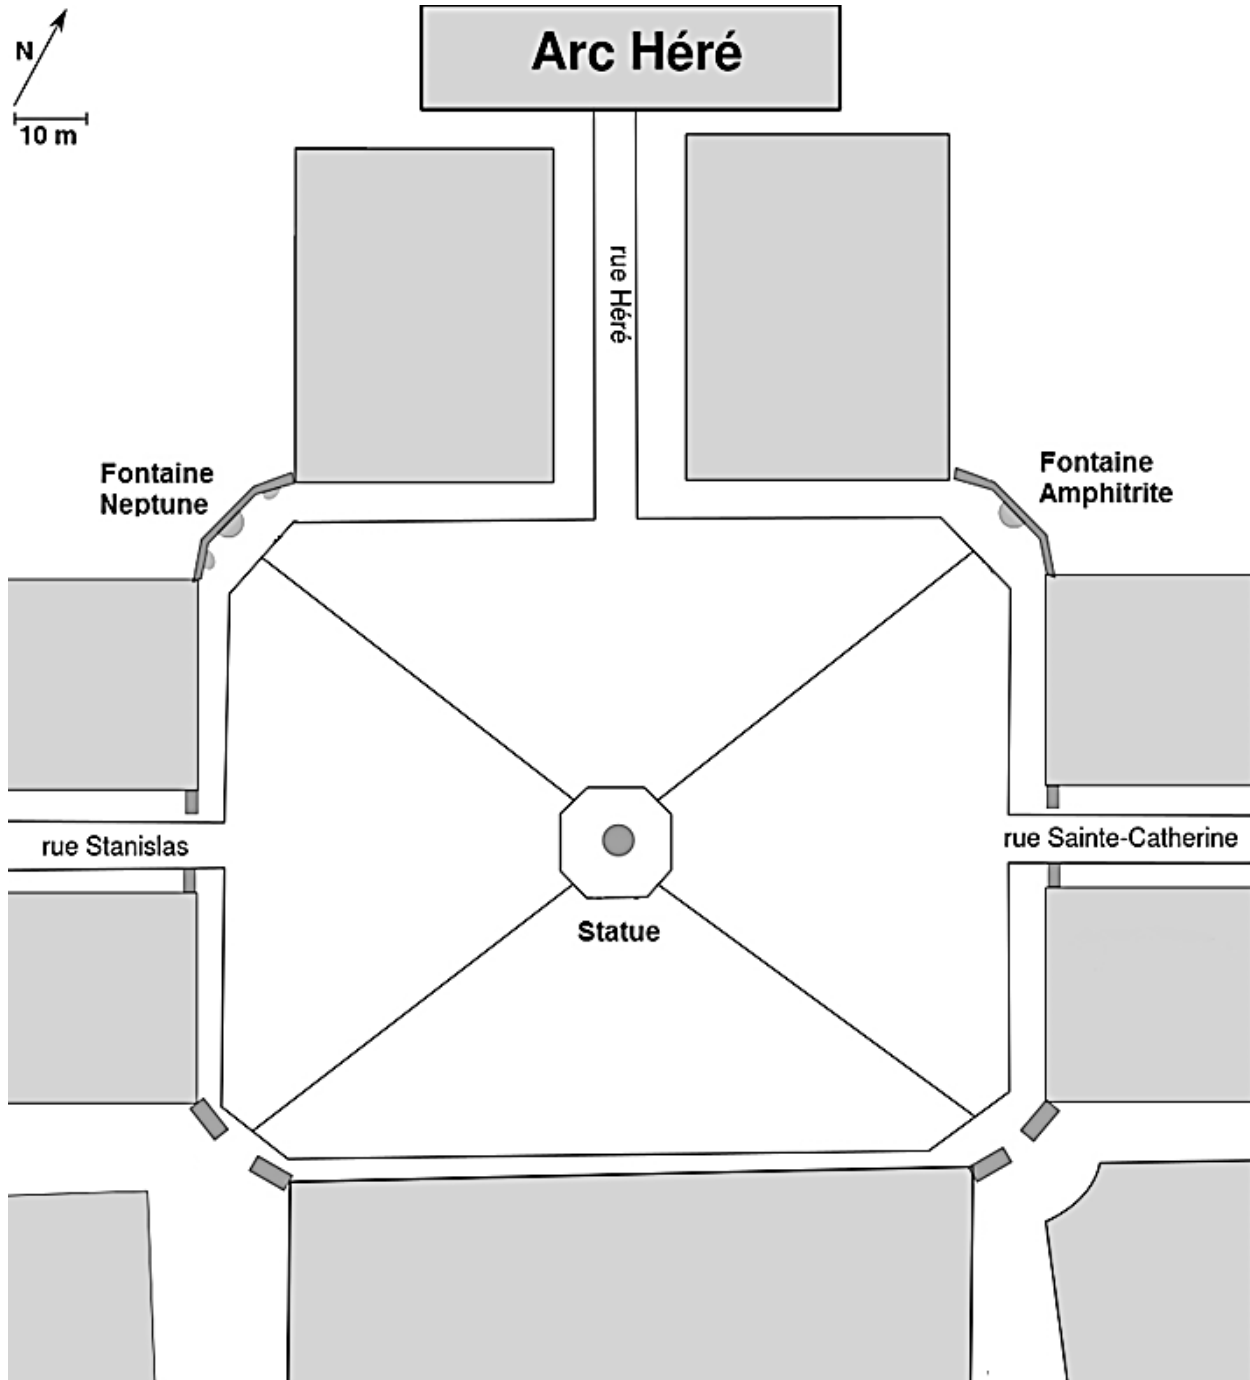 Arc Héré
N
10 m
rue Héré
Fontaine
Neptune
Fontaine
Amphitrite
rue Stanislas
rue Sainte-Catherine
Statue